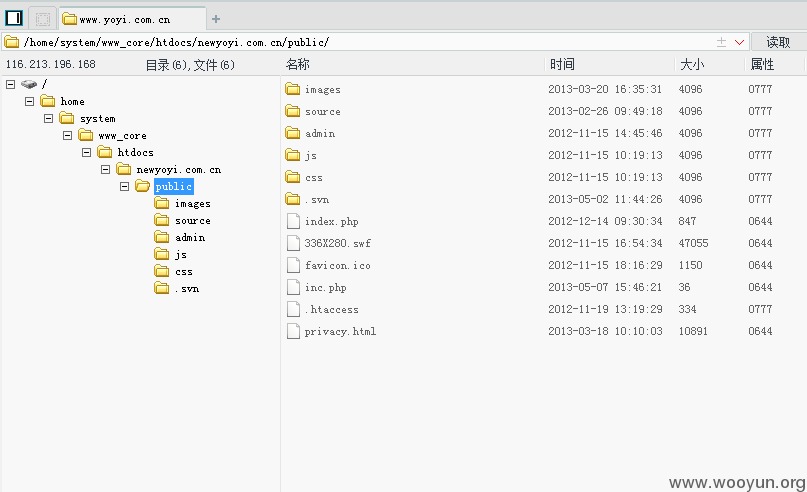 www.yoyi.com.cn
/home/system/www_core/htdocs/newyoyi.com.cn/public/
读取
116.213.196.168
目录(6),文件(6)
名称 时间 大小 属性
/
home
system
www_core
htdocs
newyoyi.com.cn
public
images
source
admin
js
css
.svn
images 2013-03-20 16:35:31 4096 0777
source 2013-02-26 09:49:18 4096 0777
admin 2012-11-15 14:45:46 4096 0777
js 2012-11-15 10:19:13 4096 0777
css 2012-11-15 10:19:13 4096 0777
.svn 2013-05-02 11:44:26 4096 0777
index.php 2012-12-14 09:30:34 847 0644
336X280.swf 2012-11-15 16:54:34 47055 0644
favicon.ico 2012-11-15 18:16:29 1150 0644
inc.php 2013-05-07 15:46:21 36 0644
.htaccess 2012-11-19 13:19:29 334 0777
privacy.html 2013-03-18 10:10:03 10891 0644
www.wooyun.org